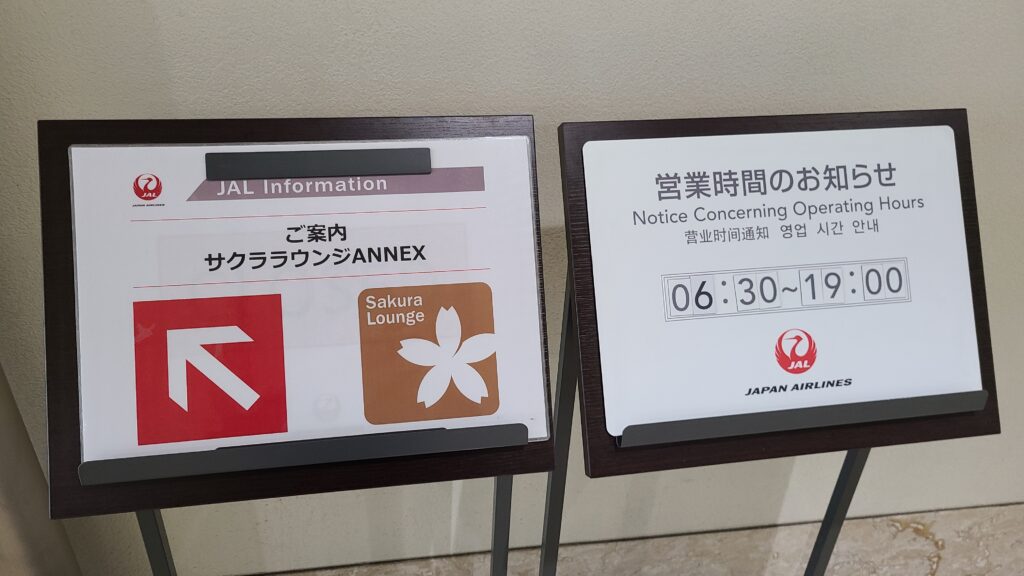 JAL
JAPAN AIRLINES
JAL Information
ご案内
サクララウンジANNEX
Sakura
Lounge
営業時間のお知らせ
Notice Concerning Operating Hours
营业时间通知 영업 시간 안내
06:30~19:00
JAL
JAPAN AIRLINES